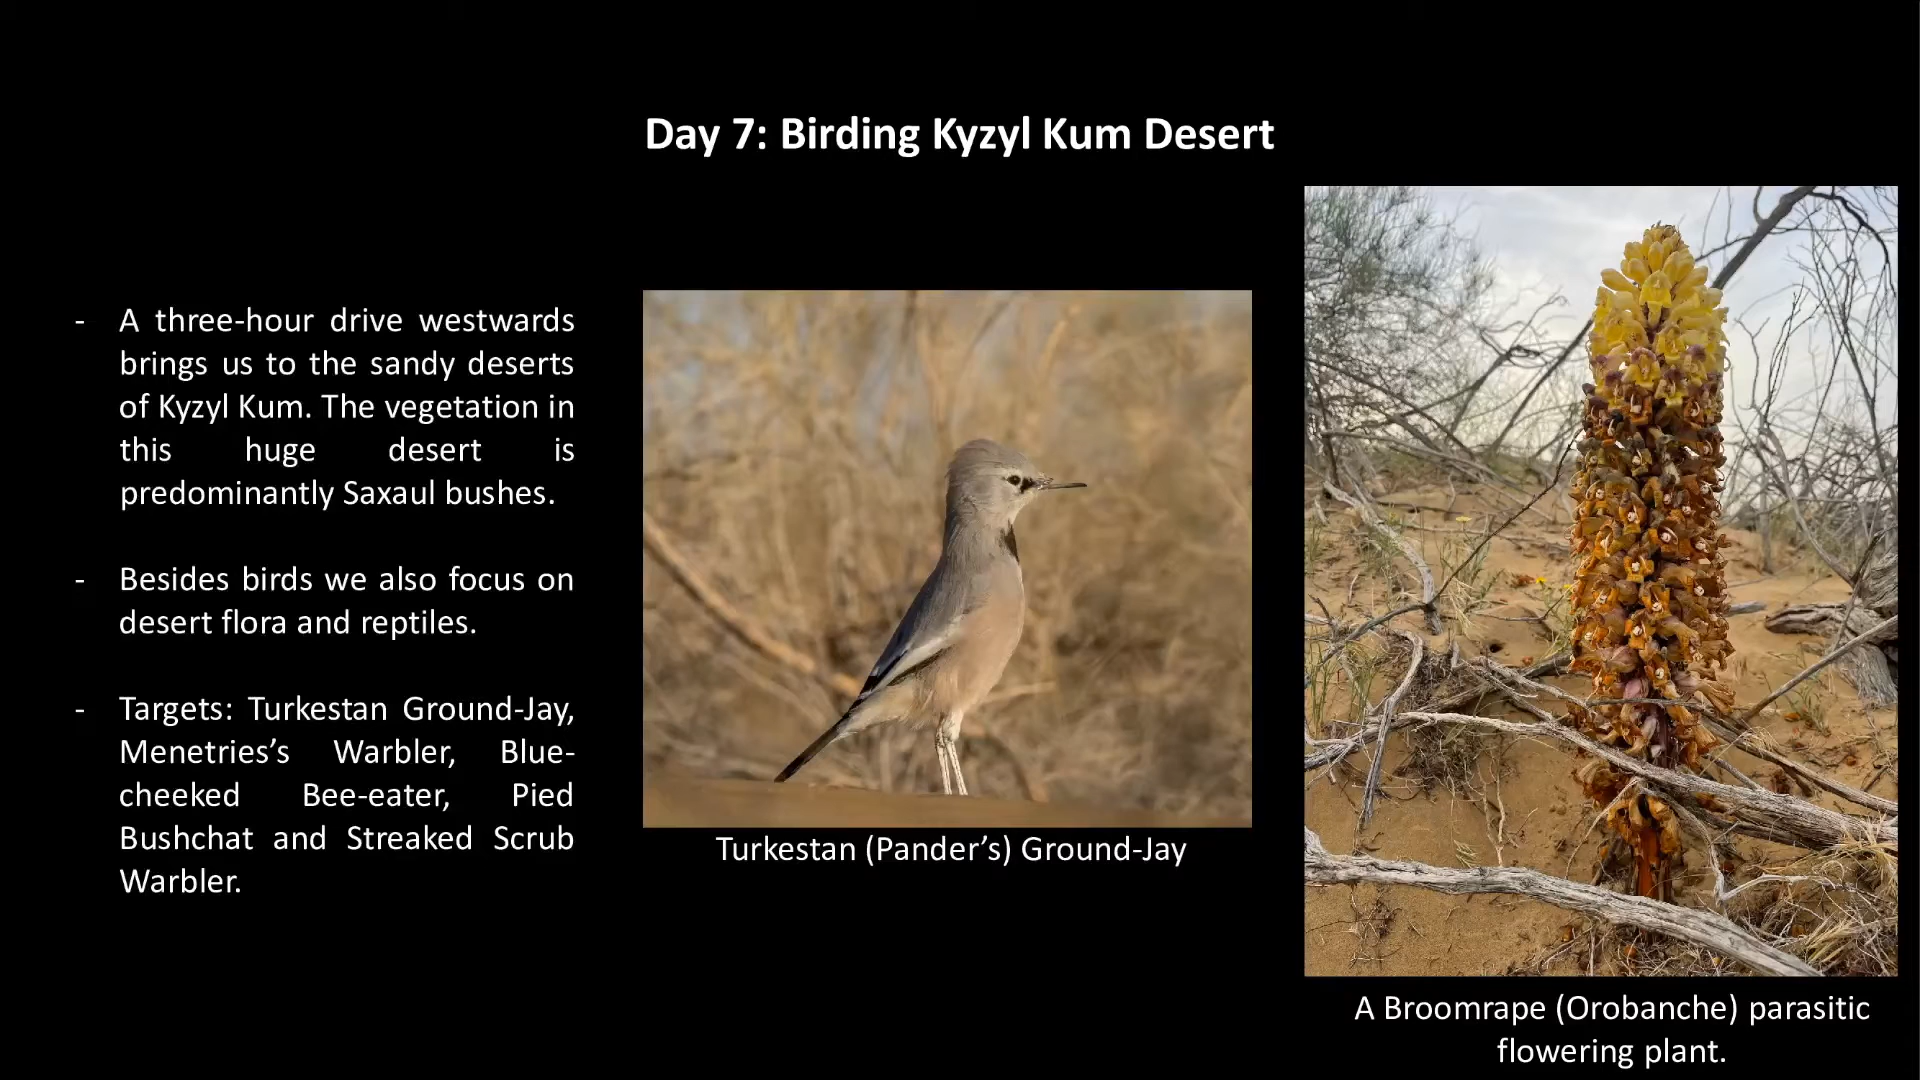 Day 7: Birding Kyzyl Kum Desert
- A three-hour drive westwards
brings us to the sandy deserts
of Kyzyl Kum. The vegetation in
this huge desert is
predominantly Saxaul bushes.
- Besides birds we also focus on
desert flora and reptiles.
- Targets: Turkestan Ground-Jay,
Menetries’s Warbler, Blue-
cheeked Bee-eater, Pied
Bushchat and Streaked Scrub
Warbler.
Turkestan (Pander’s) Ground-Jay
A Broomrape (Orobanche) parasitic
flowering plant.